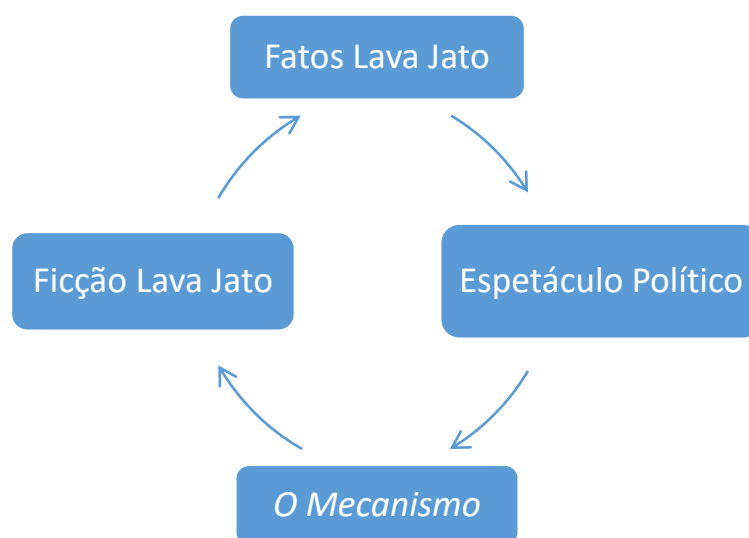 Fatos Lava Jato
Ficção Lava Jato
Espetáculo Político
O Mecanismo